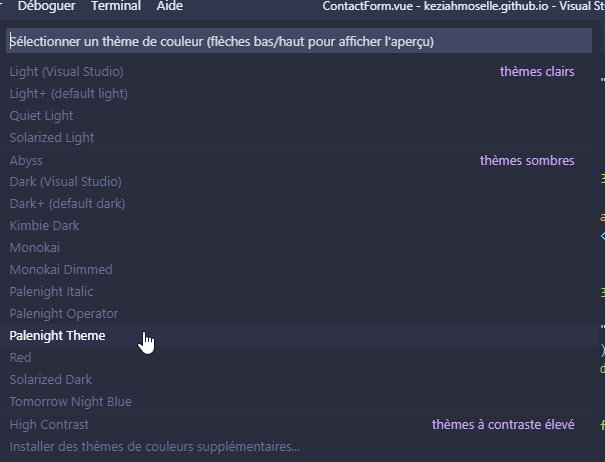 Déboguer Terminal Aide ContactForm.vue - keziahmoselle.github.io - Visual St
Sélectionner un thème de couleur (flèches bas/haut pour afficher l'aperçu)
Light (Visual Studio) thèmes clairs
Light+ (default light)
Quiet Light
Solarized Light
Abyss thèmes sombres
Dark (Visual Studio)
Dark+ (default dark)
Kimbie Dark
Monokai
Monokai Dimmed
Palenight Italic
Palenight Operator
Palenight Theme
Red
Solarized Dark
Tomorrow Night Blue
High Contrast thèmes à contraste élevé
Installer des thèmes de couleurs supplémentaires...